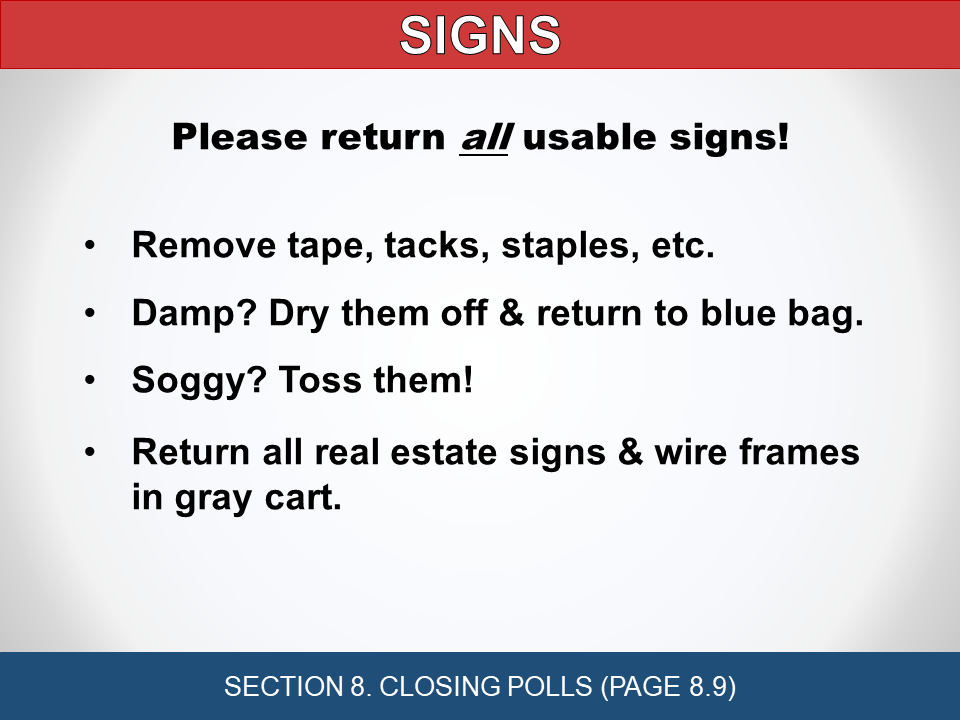 SIGNS
Please return all usable signs!
• Remove tape, tacks, staples, etc.
• Damp? Dry them off & return to blue bag.
• Soggy? Toss them!
• Return all real estate signs & wire frames
in gray cart.
SECTION 8. CLOSING POLLS (PAGE 8.9)